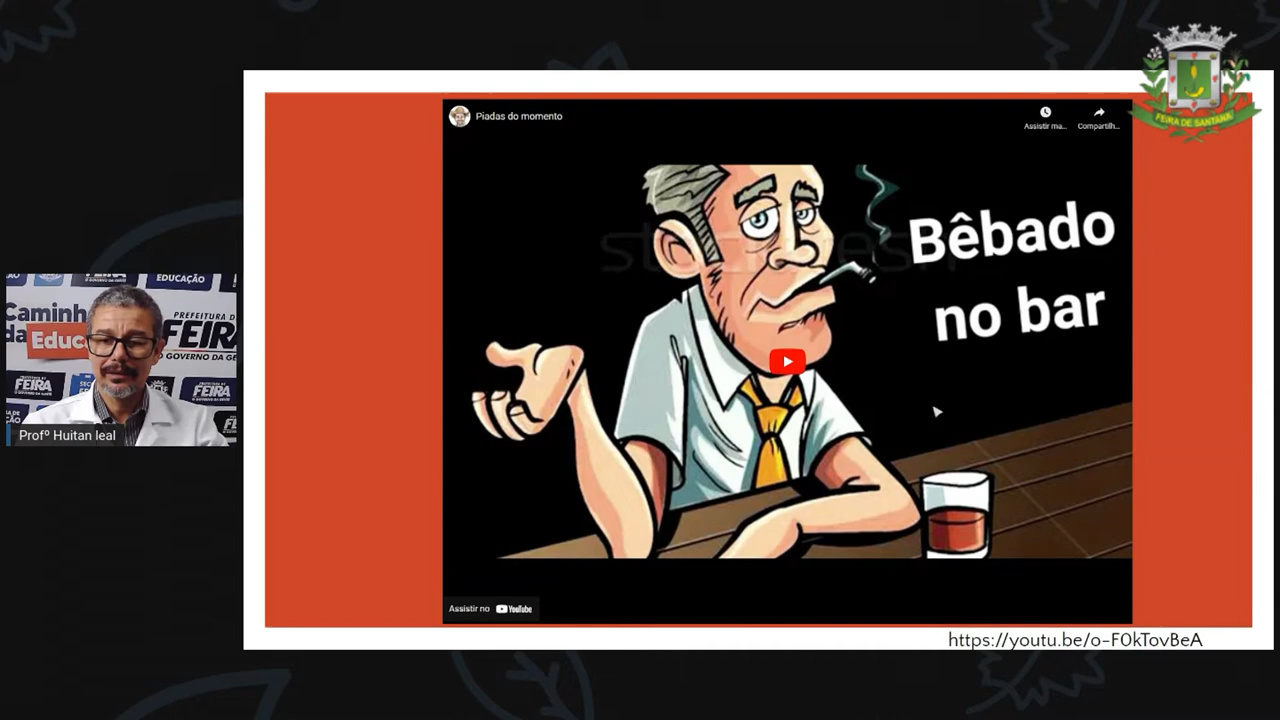 FEIRA DE SANTANA
Piadas do momento
Assistir ma...
Compartilh...
Bêbado
no bar
EDUCAÇÃO
Caminh
da Educ
PREFEITURA DE
FEIRA
O GOVERNO DA GE
FEIRA
FEIRA
Profº Huitan leal
Assistir no YouTube
https://youtu.be/o-F0kTovBeA